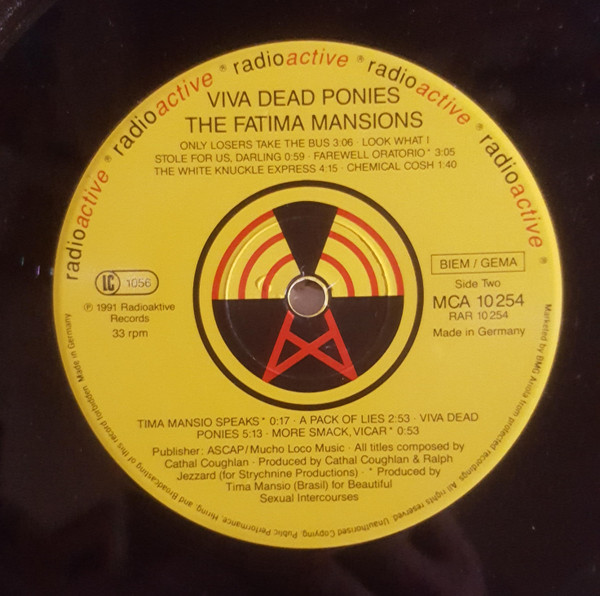 radioactive ® radioactive ® radioactive ® radioactive ® radioactive
VIVA DEAD PONIES
THE FATIMA MANSIONS
ONLY LOSERS TAKE THE BUS 3:06 · LOOK WHAT I
STOLE FOR US, DARLING 0:59 · FAREWELL ORATORIO * 3:05
THE WHITE KNUCKLE EXPRESS 4:15 · CHEMICAL COSH 1:40
LC 1056
℗ 1991 Radioaktive
Records
33 rpm
BIEM / GEMA
Side Two
MCA 10 254
RAR 10 254
Made in Germany
TIMA MANSIO SPEAKS * 0:17 · A PACK OF LIES 2:53 · VIVA DEAD
PONIES 5:13 · MORE SMACK, VICAR * 0:53
Publisher: ASCAP/Mucho Loco Music · All titles composed by
Cathal Coughlan · Produced by Cathal Coughlan & Ralph
Jezzard (for Strychnine Productions) · * Produced by
Tima Mansio (Brasil) for Beautiful
Sexual Intercourses
Marketed by BMG Ariola from protected recordings. All rights reserved. Unauthorised Copying, Public Performance, Hiring, and Broadcasting of this record forbidden. Made in Germany